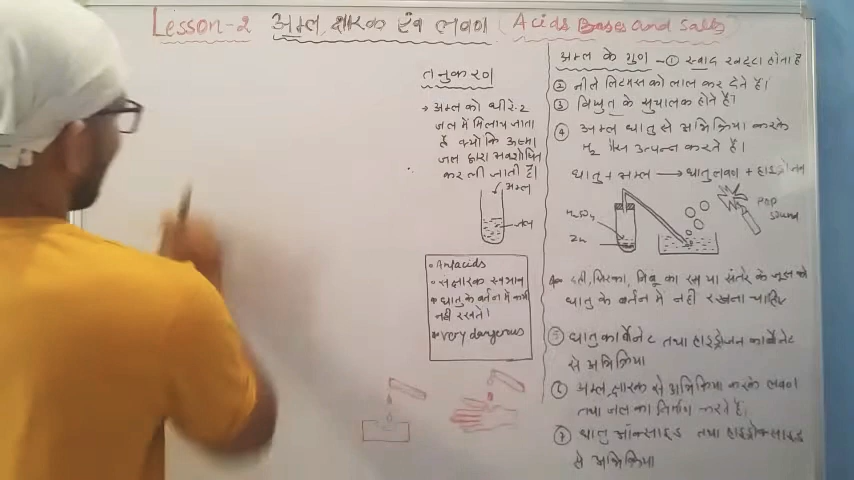 Lesson-2 अम्ल, क्षारक एंव लवण (Acids Bases and Salts)
तनुकरण
→ अम्ल को धीरे-2
जल में मिलाया जाता
है क्योंकि ऊष्मा
जल द्वारा अवशोषित
कर ली जाती है।
अम्ल
जल
• Antacids
• संक्षारक स्वभाव
• धातु के बर्तन में कभी
नहीं रखते।
• very dangerous
अम्ल के गुण - ① स्वाद खट्टा होता है
② नीले लिटमस को लाल कर देते हैं।
③ विधुत के सुचालक होते हैं।
④ अम्ल धातु से अभिक्रिया करके
H₂ गैस उत्पन्न करते है।
धातु + अम्ल → धातु लवण + हाइड्रोजन
H₂SO₄
Zn
Pop
sound
दही, सिरका, निंबू का रस या संतरे के जूस को
धातु के बर्तन में नही रखना चाहिए
⑤ धातु कार्बोनेट तथा हाइड्रोजन कार्बोनेट
से अभिक्रिया
⑥ अम्ल, क्षारक से अभिक्रिया करके लवण
तथा जल का निर्माण करते हैं।
⑦ धातु ऑक्साइड तथा हाइड्रोक्साइड
से अभिक्रिया